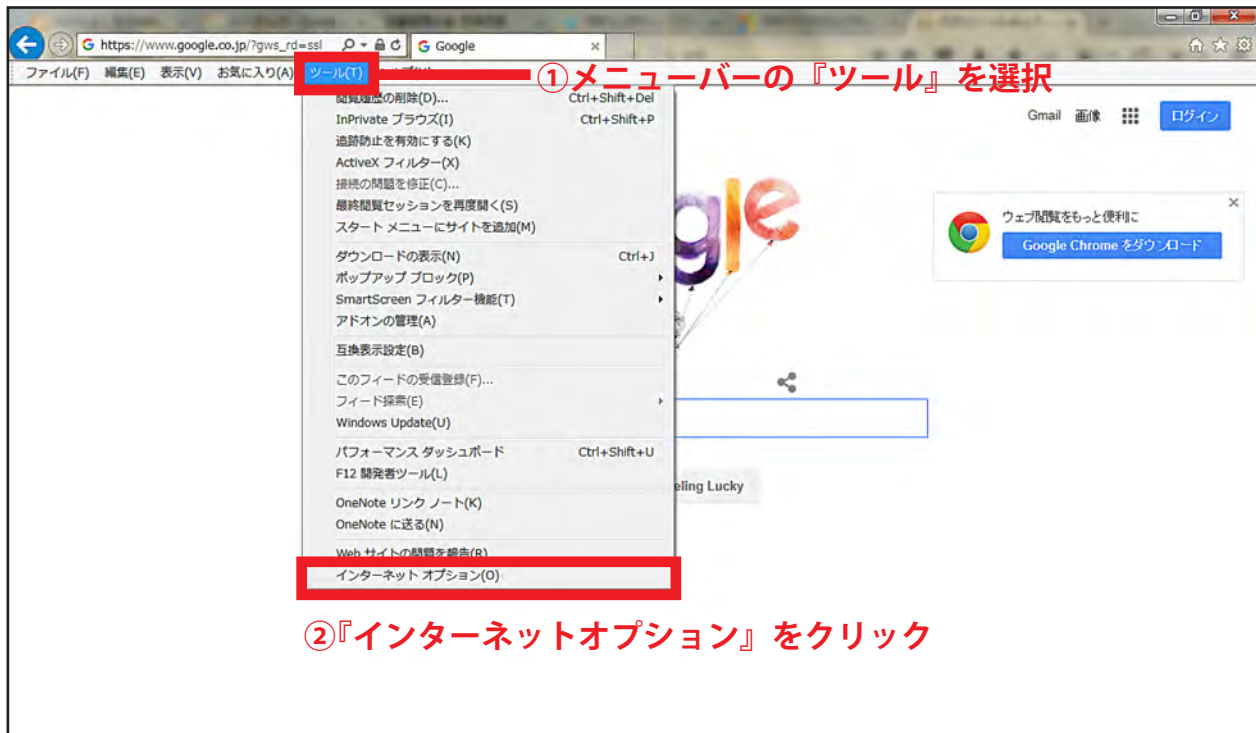 https://www.google.co.jp/?gws_rd=ssl
Google
ファイル(F) 編集(E) 表示(V) お気に入り(A) ツール(T)
①メニューバーの『ツール』を選択
閲覧履歴の削除(D)... Ctrl+Shift+Del
InPrivate ブラウズ(I) Ctrl+Shift+P
追跡防止を有効にする(K)
ActiveX フィルター(X)
接続の問題を修正(C)...
最終閲覧セッションを再度開く(S)
スタート メニューにサイトを追加(M)
ダウンロードの表示(N) Ctrl+J
ポップアップ ブロック(P)
SmartScreen フィルター機能(T)
アドオンの管理(A)
互換表示設定(B)
このフィードの受信登録(F)...
フィード探索(E)
Windows Update(U)
パフォーマンス ダッシュボード Ctrl+Shift+U
F12 開発者ツール(L)
OneNote リンク ノート(K)
OneNote に送る(N)
Web サイトの問題を報告(R)
インターネット オプション(O)
Gmail 画像 ログイン
gle
ウェブ閲覧をもっと便利に
Google Chrome をダウンロード
eling Lucky
②『インターネットオプション』をクリック